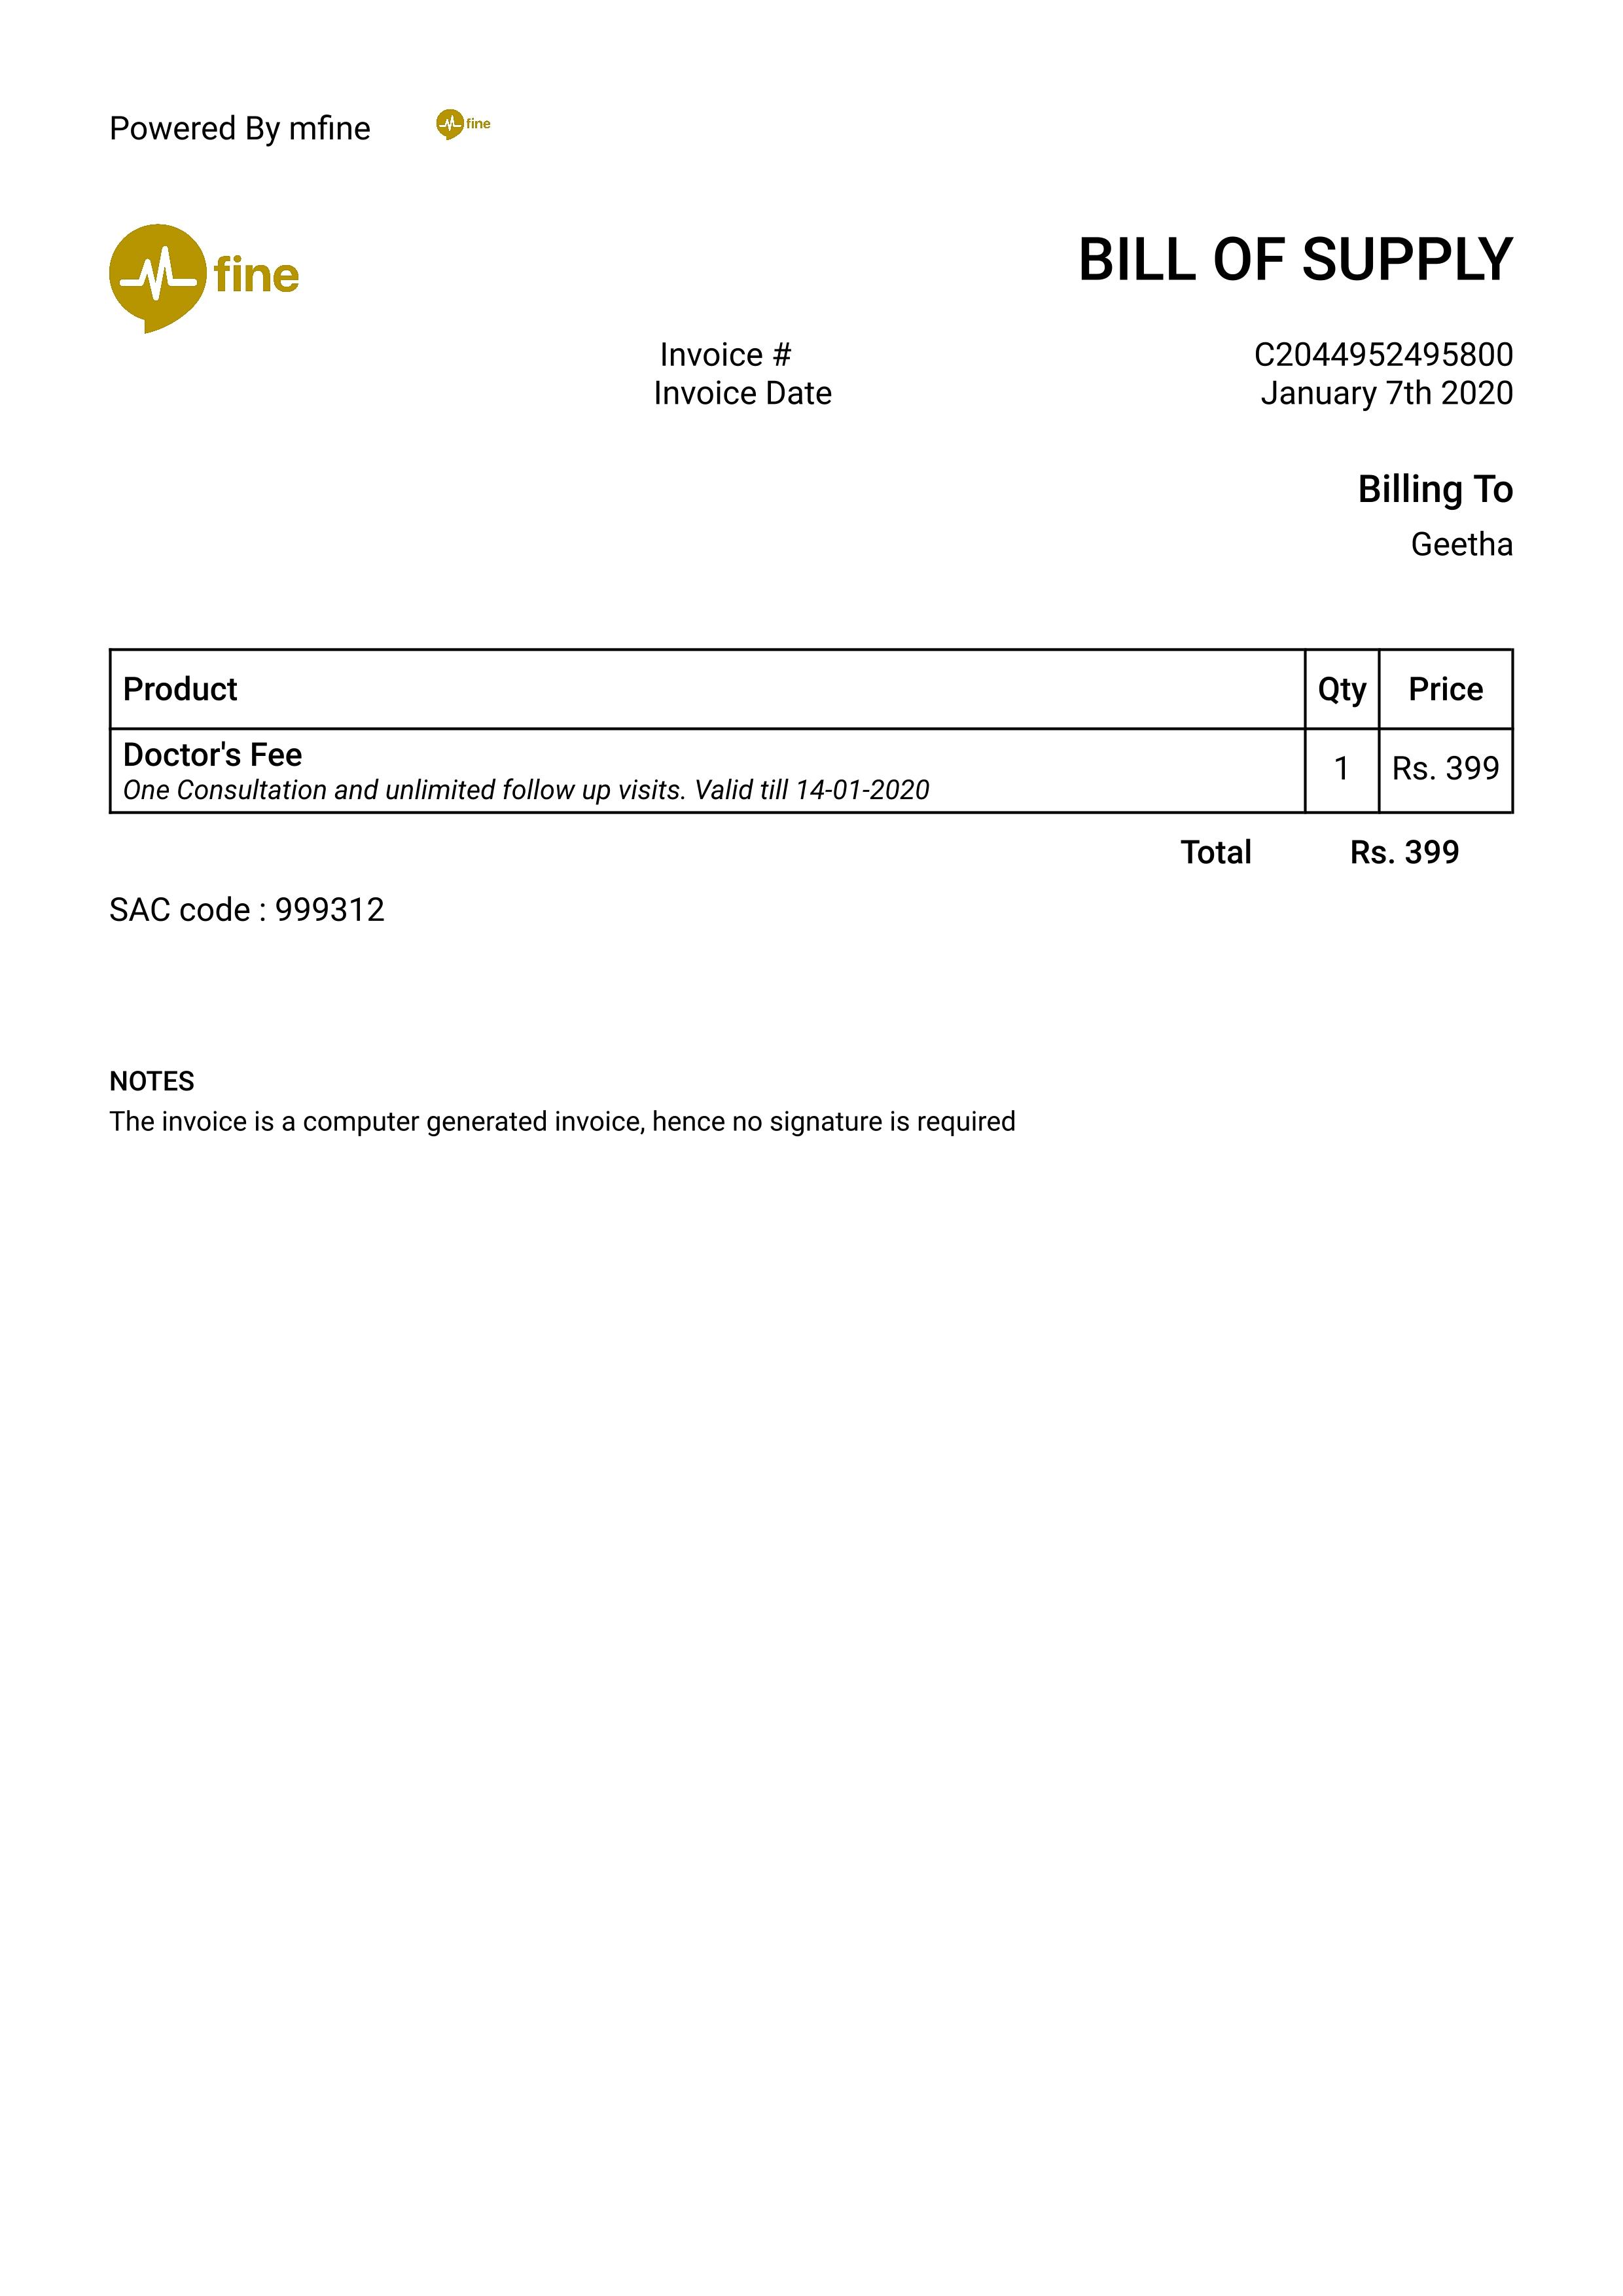 Powered By mfine fine
fine
BILL OF SUPPLY
Invoice # C2044952495800
Invoice Date January 7th 2020
Billing To
Geetha
Product Qty Price
Doctor's Fee
One Consultation and unlimited follow up visits. Valid till 14-01-2020
1 Rs. 399
Total Rs. 399
SAC code : 999312
NOTES
The invoice is a computer generated invoice, hence no signature is required